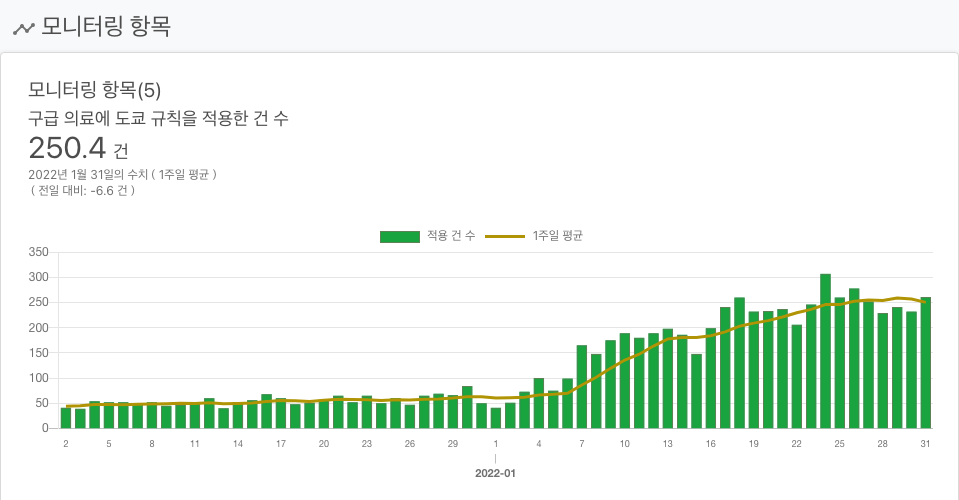 모니터링 항목
모니터링 항목(5)
구급 의료에 도쿄 규칙을 적용한 건 수
250.4 건
2022년 1월 31일의 수치 ( 1주일 평균 )
( 전일 대비: -6.6 건 )
적용 건 수 1주일 평균
350
300
250
200
150
100
50
0
2 5 8 11 14 17 20 23 26 29 1 4 7 10 13 16 19 22 25 28 31
2022-01